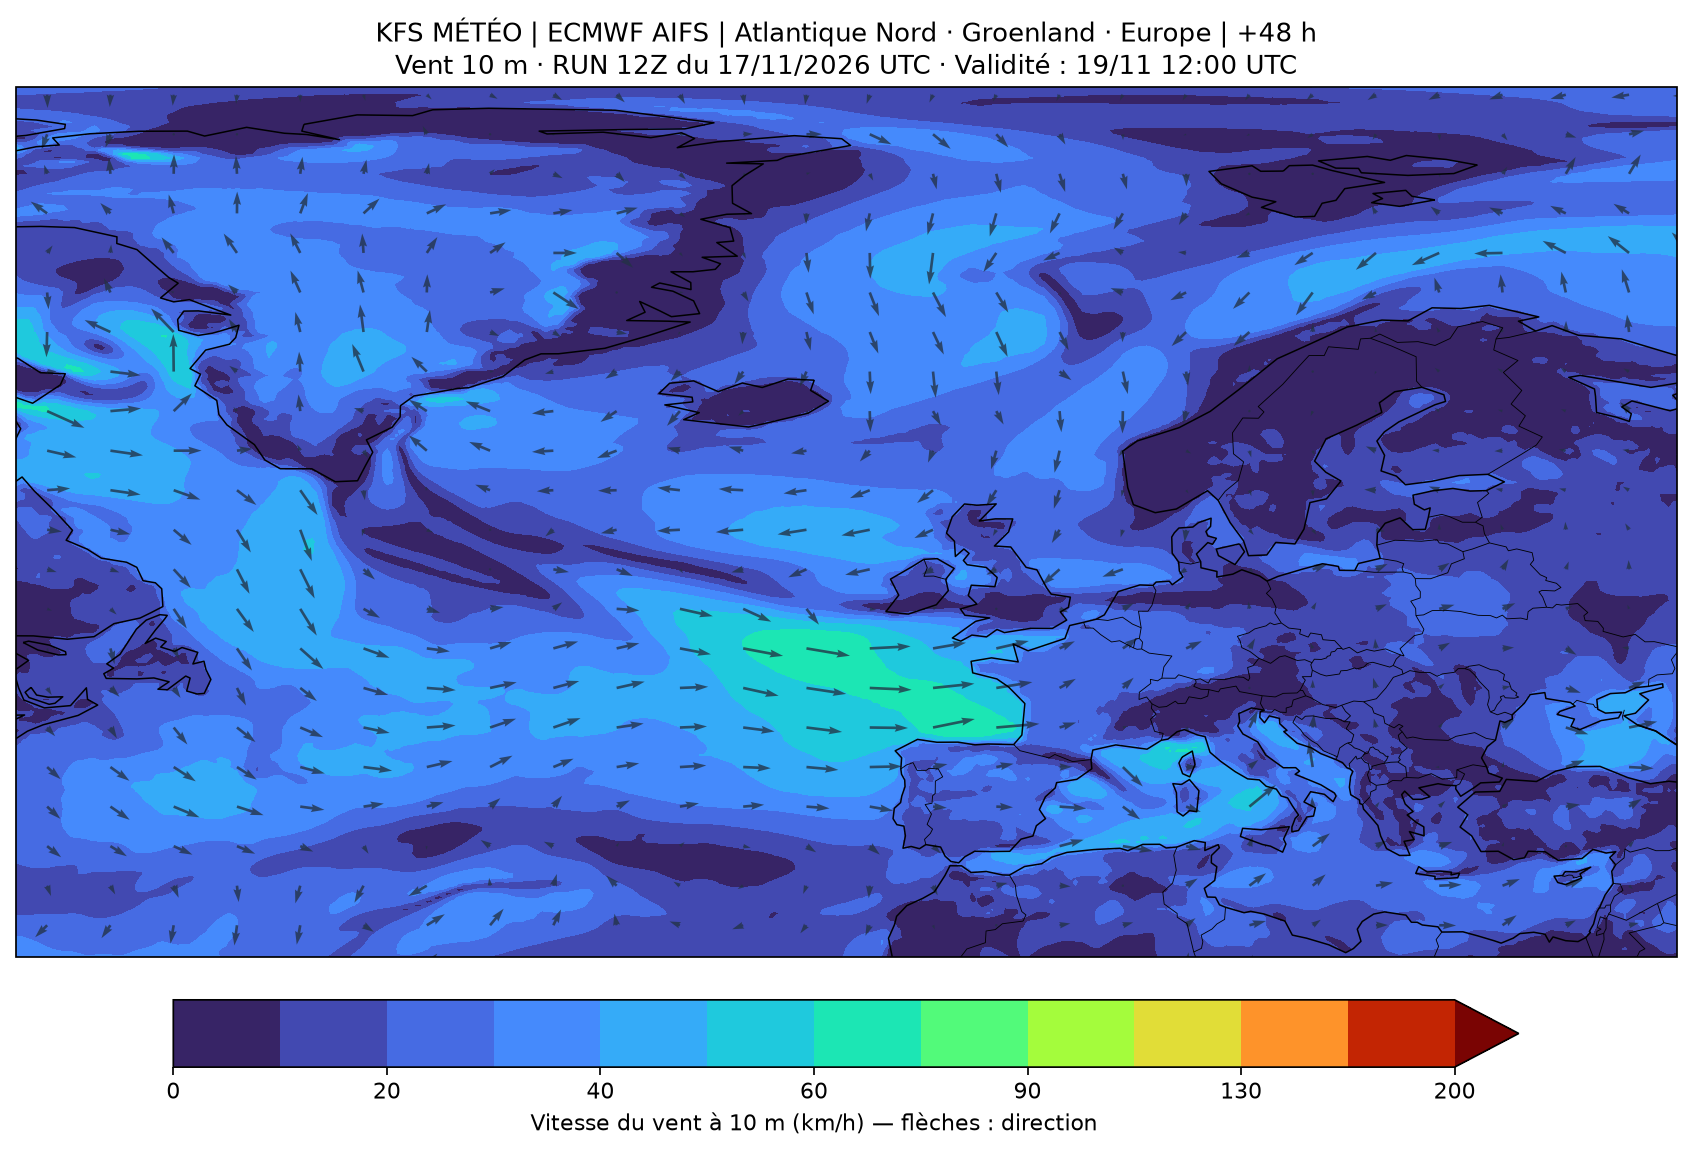 KFS MÉTÉO | ECMWF AIFS | Atlantique Nord · Groenland · Europe | +48 h
Vent 10 m · RUN 12Z du 17/11/2026 UTC · Validité : 19/11 12:00 UTC
0 20 40 60 90 130 200
Vitesse du vent à 10 m (km/h) — flèches : direction